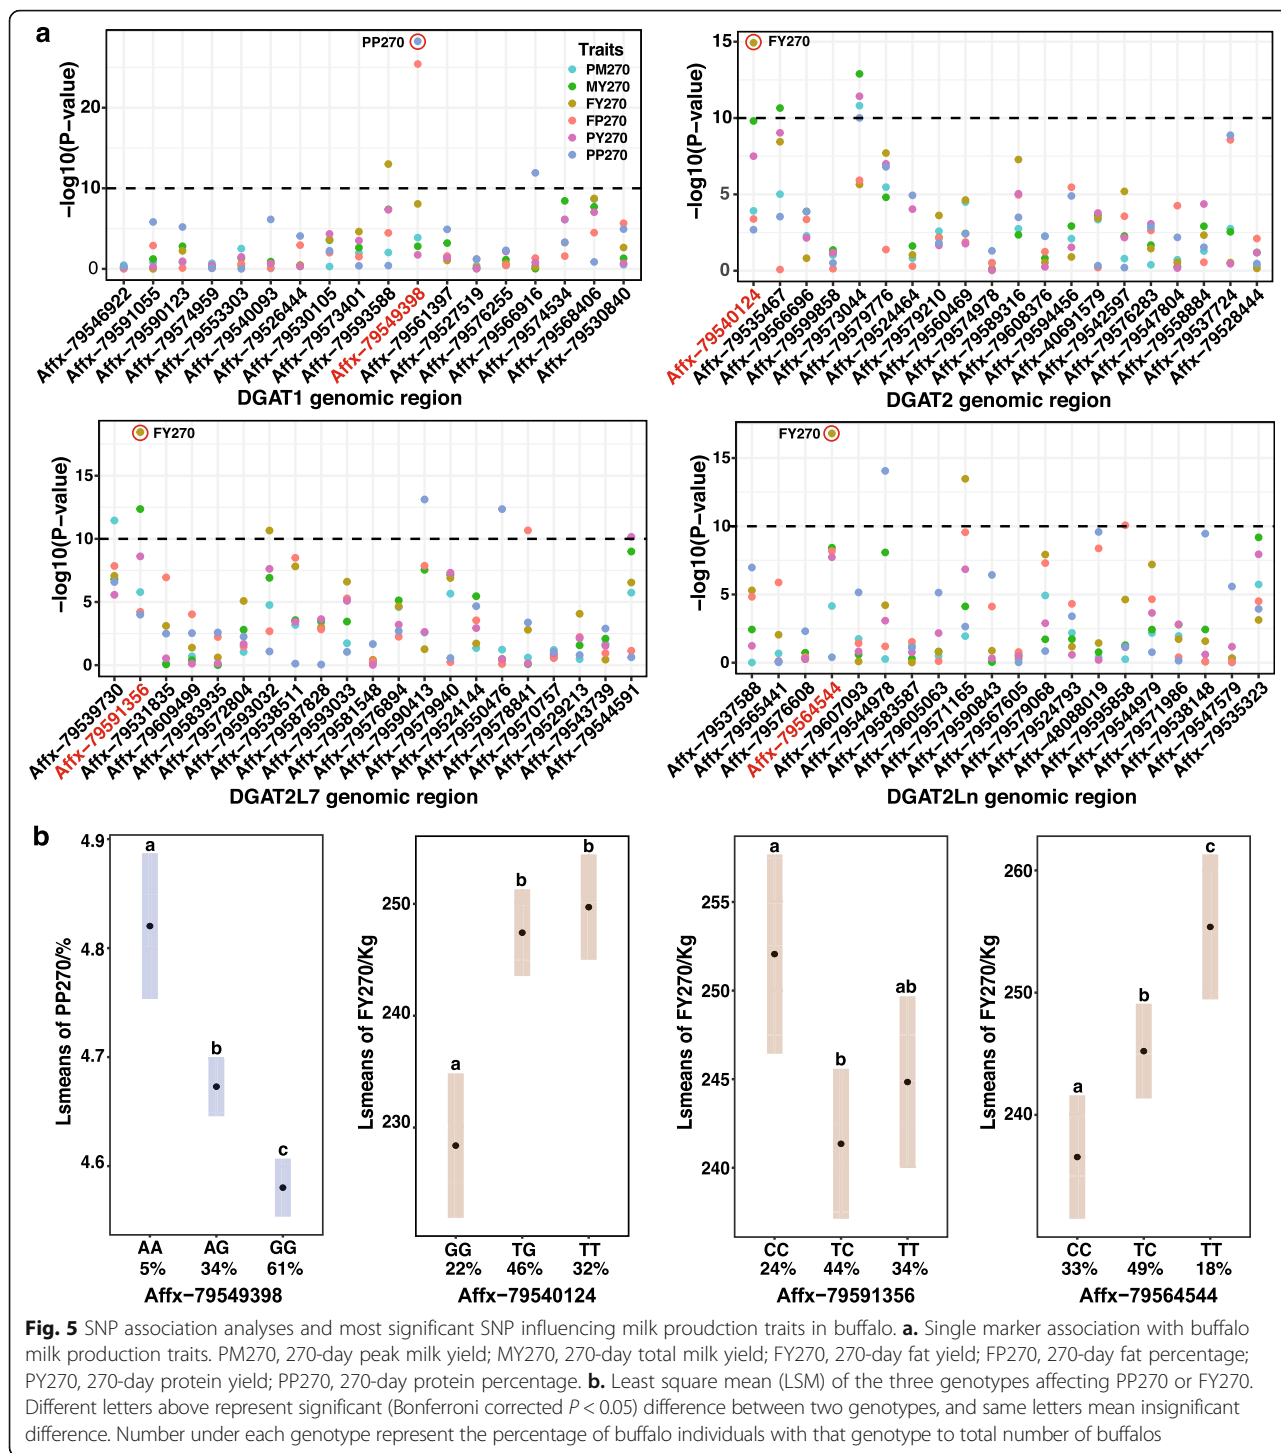 a
PP270
Traits
PM270
MY270
FY270
FP270
PY270
PP270
−log10(P−value)
20
10
0
Affx−79546922
Affx−79591055
Affx−79590123
Affx−79574959
Affx−79553303
Affx−79540093
Affx−79526444
Affx−79530105
Affx−79573401
Affx−79593588
Affx−79549398
Affx−79561397
Affx−79527519
Affx−79576255
Affx−79566916
Affx−79574534
Affx−79568406
Affx−79530840
DGAT1 genomic region
FY270
−log10(P−value)
15
10
5
0
Affx−79540124
Affx−79535467
Affx−79566696
Affx−79599858
Affx−79573044
Affx−79579776
Affx−79524464
Affx−79579210
Affx−79560469
Affx−79574978
Affx−79589316
Affx−79608376
Affx−79594456
Affx−40691579
Affx−79542597
Affx−79576283
Affx−79547804
Affx−79558884
Affx−79537724
Affx−79528444
DGAT2 genomic region
FY270
−log10(P−value)
15
10
5
0
Affx−79539730
Affx−79591356
Affx−79531835
Affx−79609499
Affx−79583935
Affx−79572804
Affx−79593032
Affx−79538511
Affx−79587828
Affx−79593033
Affx−79581548
Affx−79576894
Affx−79590413
Affx−79579940
Affx−79524144
Affx−79550476
Affx−79578841
Affx−79570757
Affx−79529213
Affx−79543739
Affx−79544591
DGAT2L7 genomic region
FY270
−log10(P−value)
15
10
5
0
Affx−79537588
Affx−79565441
Affx−79576608
Affx−79564544
Affx−79607093
Affx−79544978
Affx−79583587
Affx−79605063
Affx−79571165
Affx−79590843
Affx−79567605
Affx−79579068
Affx−79524793
Affx−48088019
Affx−79595858
Affx−79544979
Affx−79571986
Affx−79538148
Affx−79547579
Affx−79535323
DGAT2Ln genomic region
b
Lsmeans of PP270/%
4.9
4.8
4.7
4.6
a
b
c
AA AG GG
5% 34% 61%
Affx−79549398
Lsmeans of FY270/Kg
250
240
230
a
b
b
GG TG TT
22% 46% 32%
Affx−79540124
Lsmeans of FY270/Kg
255
250
245
240
a
b
ab
CC TC TT
24% 44% 34%
Affx−79591356
Lsmeans of FY270/Kg
260
250
240
a
b
c
CC TC TT
33% 49% 18%
Affx−79564544
Fig. 5 SNP association analyses and most significant SNP influencing milk proudction traits in buffalo. a. Single marker association with buffalo
milk production traits. PM270, 270-day peak milk yield; MY270, 270-day total milk yield; FY270, 270-day fat yield; FP270, 270-day fat percentage;
PY270, 270-day protein yield; PP270, 270-day protein percentage. b. Least square mean (LSM) of the three genotypes affecting PP270 or FY270.
Different letters above represent significant (Bonferroni corrected P < 0.05) difference between two genotypes, and same letters mean insignificant
difference. Number under each genotype represent the percentage of buffalo individuals with that genotype to total number of buffalos